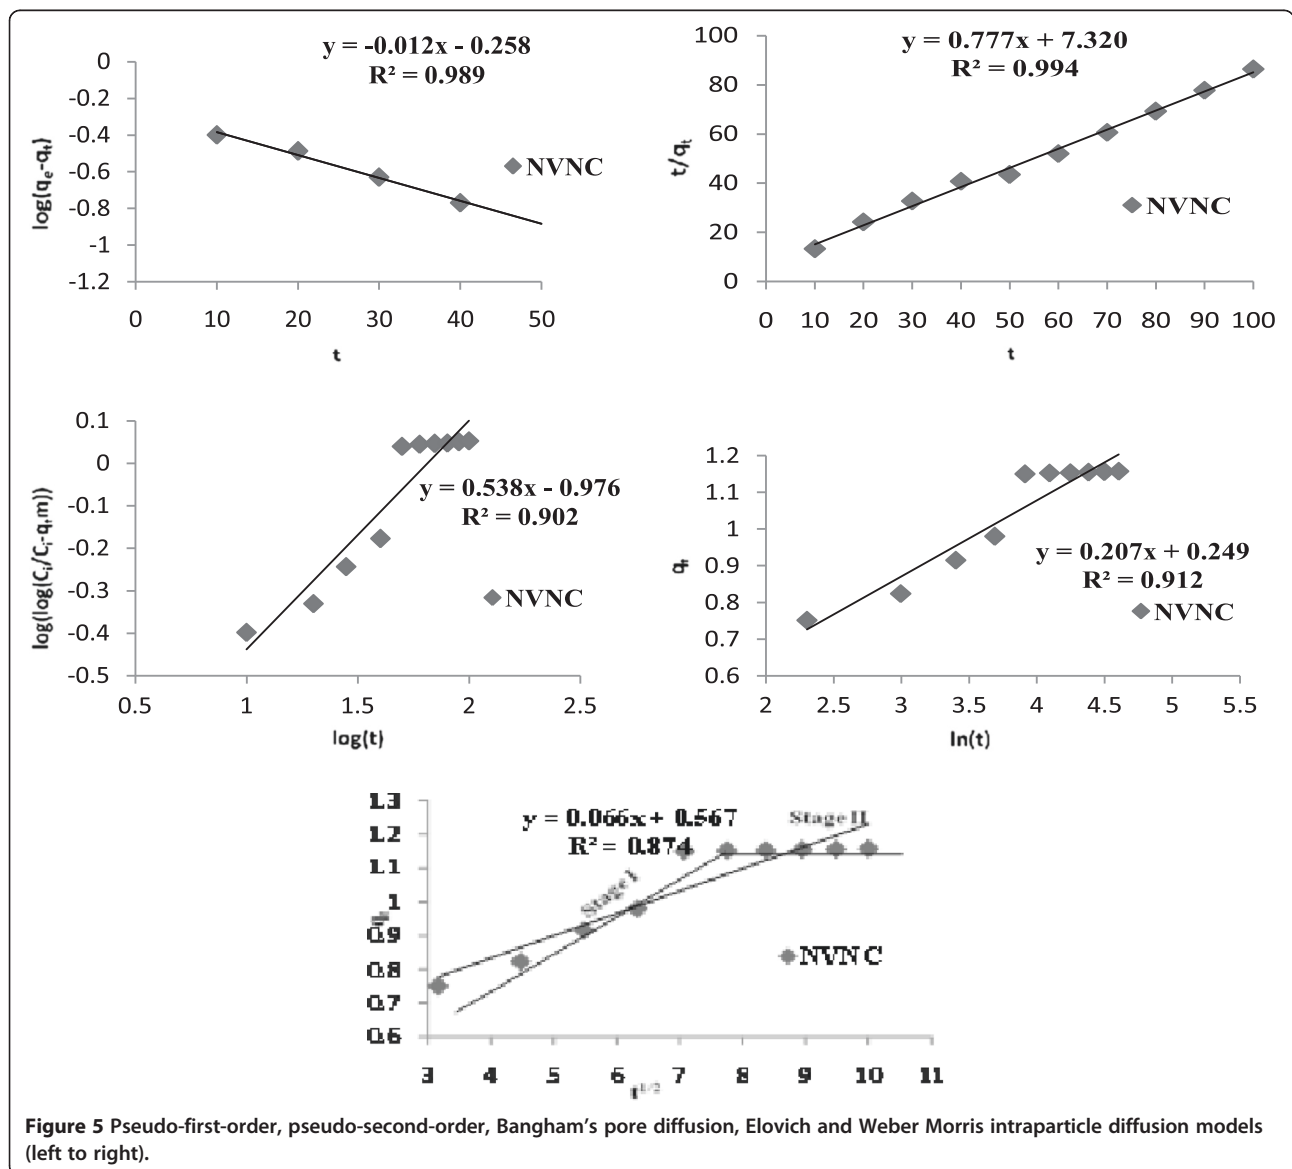 y = -0.012x - 0.258
R² = 0.989
0
-0.2
-0.4
-0.6
-0.8
-1
-1.2
log(qe-qt)
NVNC
0 10 20 30 40 50
t
y = 0.777x + 7.320
R² = 0.994
100
80
60
40
20
0
t/qt
NVNC
0 10 20 30 40 50 60 70 80 90 100
t
0.1
0
-0.1
-0.2
-0.3
-0.4
-0.5
log(log(Ci/Ci-qtm))
y = 0.538x - 0.976
R² = 0.902
NVNC
0.5 1 1.5 2 2.5
log(t)
1.2
1.1
1
0.9
0.8
0.7
0.6
qt
y = 0.207x + 0.249
R² = 0.912
NVNC
2 2.5 3 3.5 4 4.5 5 5.5
ln(t)
1.3
1.2
1.1
1
0.9
0.8
0.7
0.6
y = 0.066x + 0.567
R² = 0.874
Stage I
Stage II
NVNC
3 4 5 6 7 8 9 10 11
t1/2
Figure 5 Pseudo-first-order, pseudo-second-order, Bangham's pore diffusion, Elovich and Weber Morris intraparticle diffusion models
(left to right).